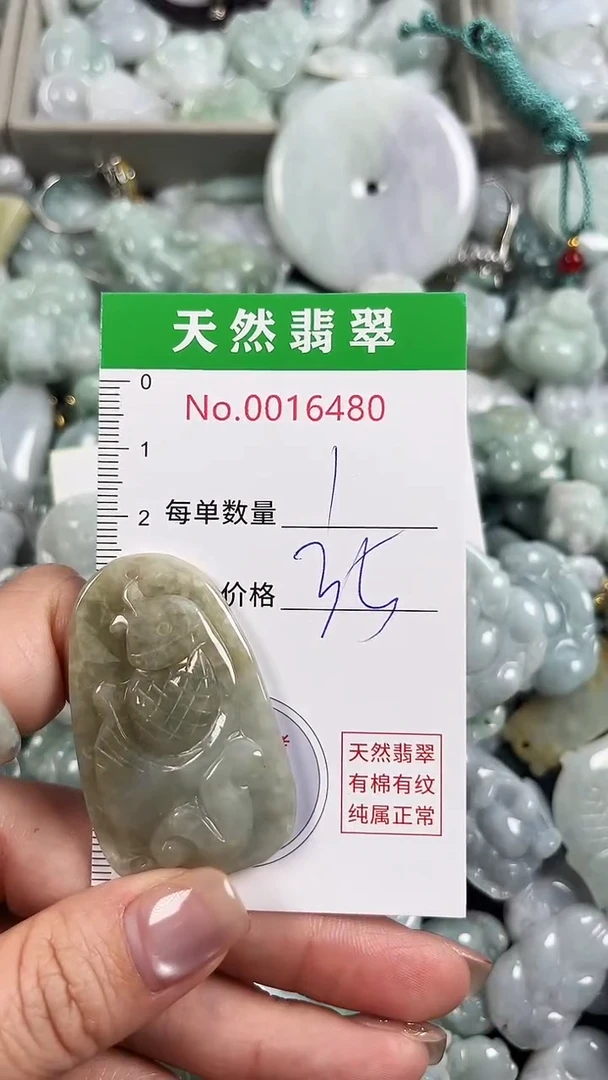 天然翡翠
0
No.0016480
1
每单数量 1
2
价格
天然翡翠
有棉有纹
纯属正常